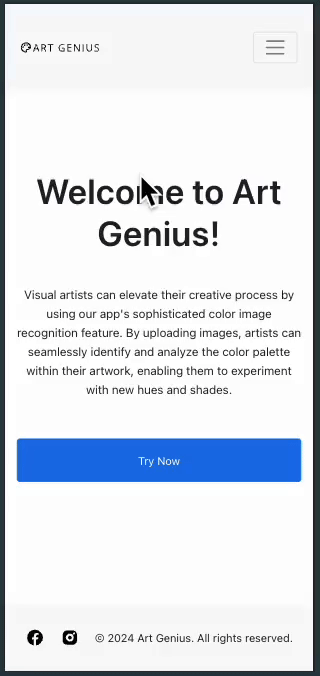 ART GENIUS
Welcome to Art
Genius!
Visual artists can elevate their creative process by
using our app's sophisticated color image
recognition feature. By uploading images, artists can
seamlessly identify and analyze the color palette
within their artwork, enabling them to experiment
with new hues and shades.
Try Now
© 2024 Art Genius. All rights reserved.